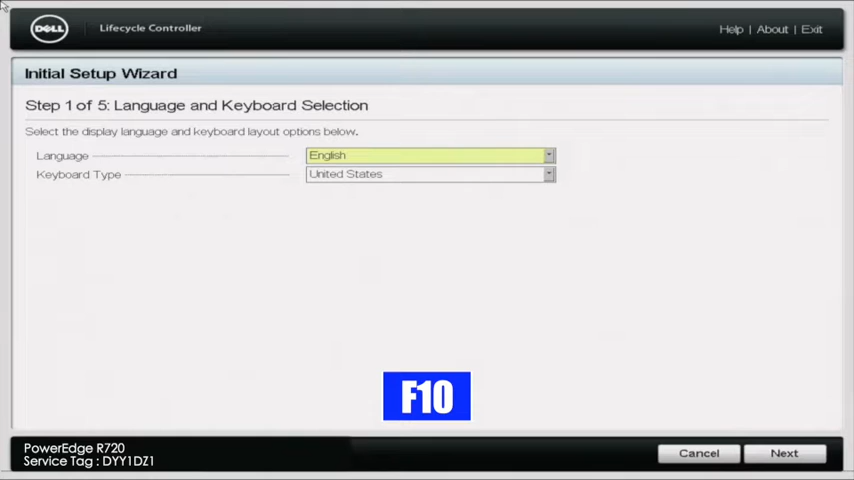 DELL Lifecycle Controller Help | About | Exit
Initial Setup Wizard
Step 1 of 5: Language and Keyboard Selection
Select the display language and keyboard layout options below.
Language English
Keyboard Type United States
F10
PowerEdge R720
Service Tag : DYY1DZ1
Cancel Next